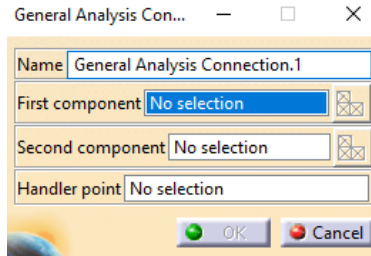 General Analysis Con...
Name General Analysis Connection.1
First component No selection
Second component No selection
Handler point No selection
OK Cancel